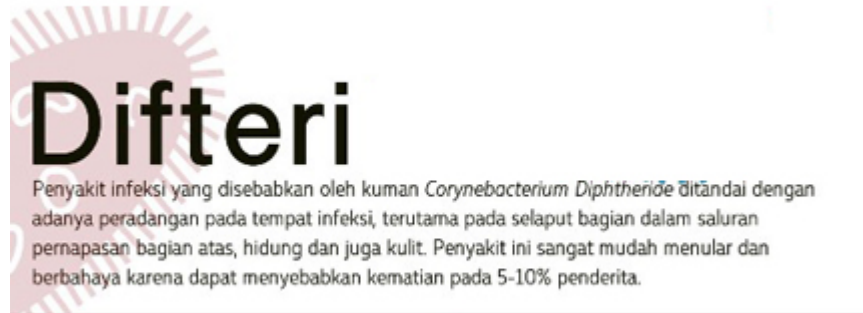 Difteri
Penyakit infeksi yang disebabkan oleh kuman Corynebacterium Diphtheriae ditandai dengan
adanya peradangan pada tempat infeksi, terutama pada selaput bagian dalam saluran
pernapasan bagian atas, hidung dan juga kulit. Penyakit ini sangat mudah menular dan
berbahaya karena dapat menyebabkan kematian pada 5-10% penderita.